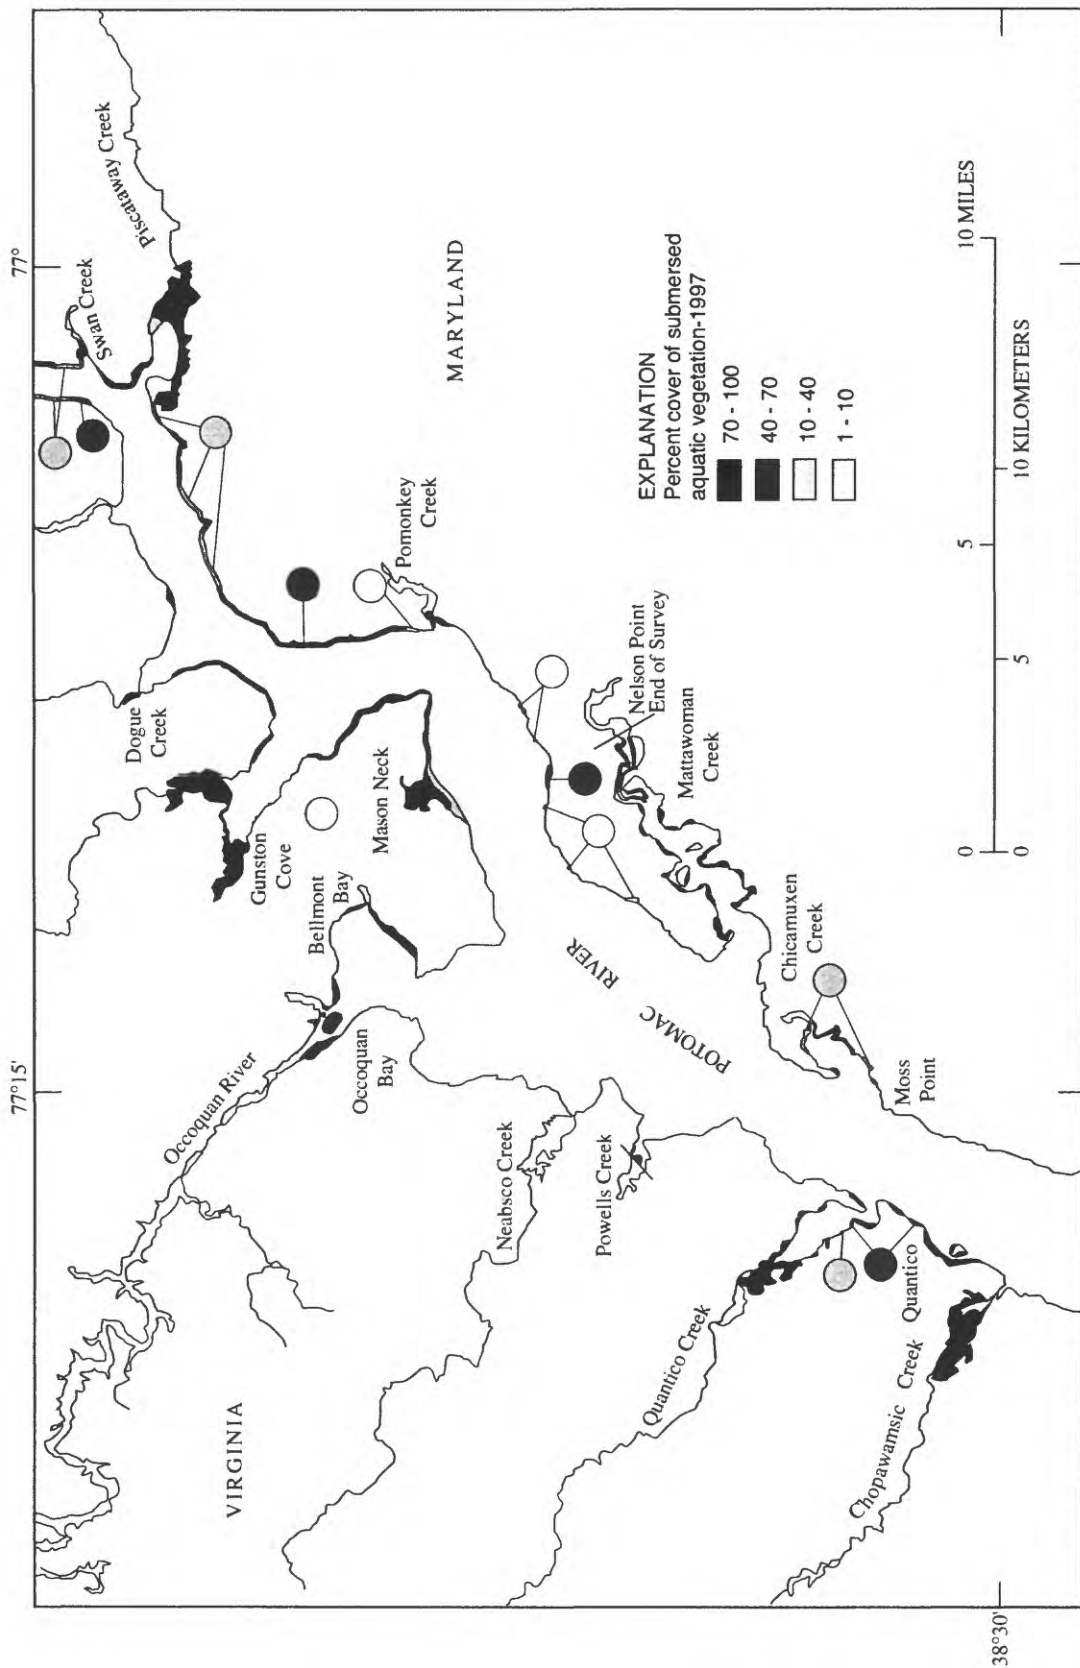 77°15'
77°
38°30'
Swan Creek
Piscataway Creek
Dogue
Creek
Gunston
Cove
Pomonkey
Creek
MARYLAND
Mason Neck
Bellmont
Bay
Occoquan River
Occoquan
Bay
VIRGINIA
Neabsco Creek
Powells Creek
POTOMAC RIVER
Nelson Point
End of Survey
Mattawoman
Creek
Chicamuxen
Creek
Moss
Point
Quantico Creek
Quantico
Chopawamsic Creek
EXPLANATION
Percent cover of submersed
aquatic vegetation-1997
70 - 100
40 - 70
10 - 40
1 - 10
0 5 10 MILES
0 5 10 KILOMETERS